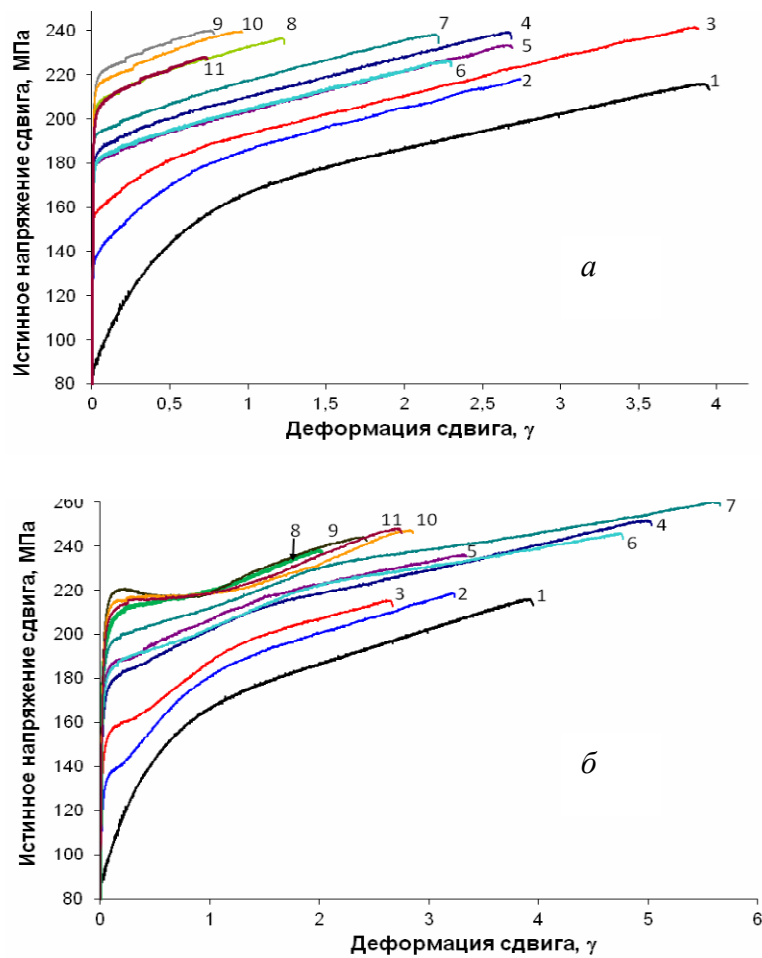 240
220
200
180
160
140
120
100
80
Истинное напряжение сдвига, МПа
9 10 8 7 4 3
5
11 6 2 1
а
0 0,5 1 1,5 2 2,5 3 3,5 4
Деформация сдвига, γ
260
240
220
200
180
160
140
120
100
80
Истинное напряжение сдвига, МПа
8 9 11 10 4 7
5 6
3 2 1
б
0 1 2 3 4 5 6
Деформация сдвига, γ